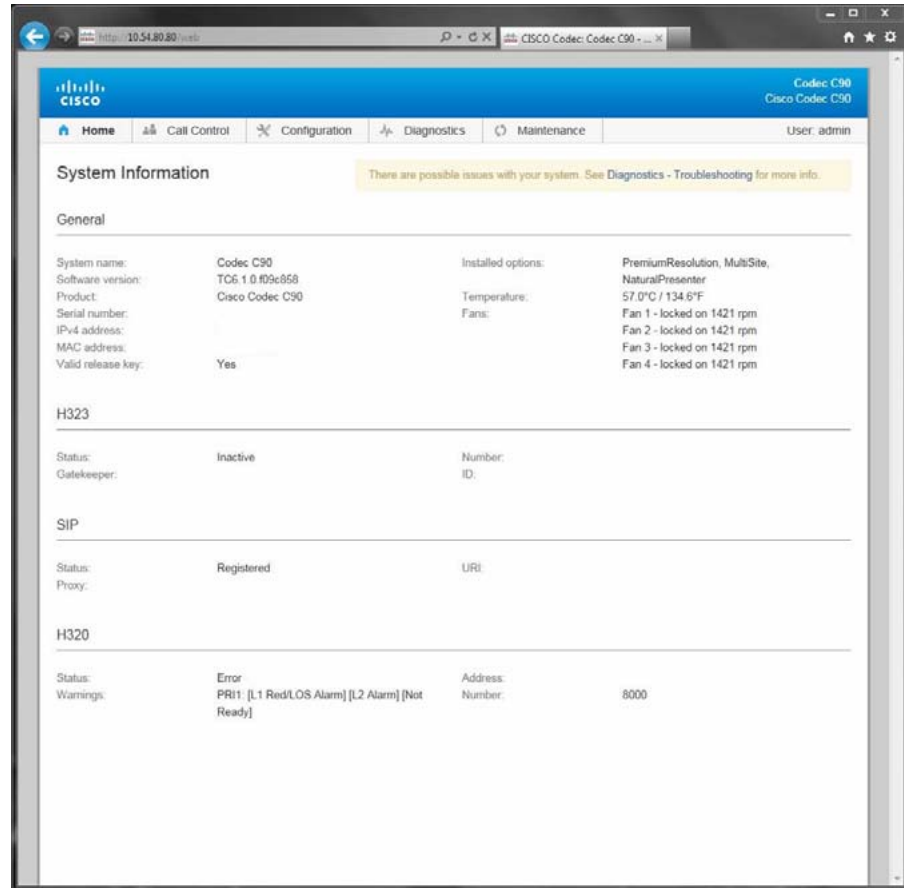 http://10.54.80.80/web
CISCO Codec: Codec C90 - ...
CISCO
Codec C90
Cisco Codec C90
Home
Call Control
Configuration
Diagnostics
Maintenance
User: admin
System Information
There are possible issues with your system. See Diagnostics - Troubleshooting for more info.
General
System name: Codec C90
Software version: TC6.1.0.f09c858
Product: Cisco Codec C90
Serial number:
IPv4 address:
MAC address:
Valid release key: Yes
Installed options: PremiumResolution, MultiSite,
NaturalPresenter
Temperature: 57.0°C / 134.6°F
Fans: Fan 1 - locked on 1421 rpm
Fan 2 - locked on 1421 rpm
Fan 3 - locked on 1421 rpm
Fan 4 - locked on 1421 rpm
H323
Status: Inactive
Gatekeeper:
Number:
ID:
SIP
Status: Registered
Proxy:
URI:
H320
Status: Error
Warnings: PRI1: [L1 Red/LOS Alarm] [L2 Alarm] [Not
Ready]
Address:
Number: 8000